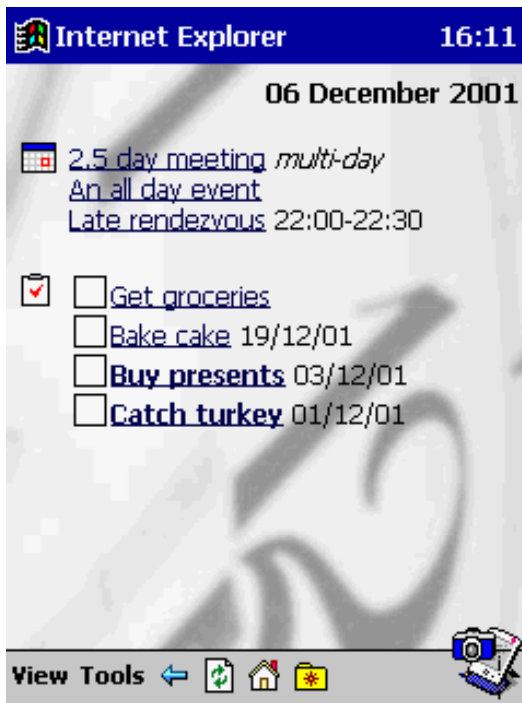 Internet Explorer 16:11
06 December 2001
2.5 day meeting multi-day
An all day event
Late rendezvous 22:00-22:30
Get groceries
Bake cake 19/12/01
Buy presents 03/12/01
Catch turkey 01/12/01
View Tools